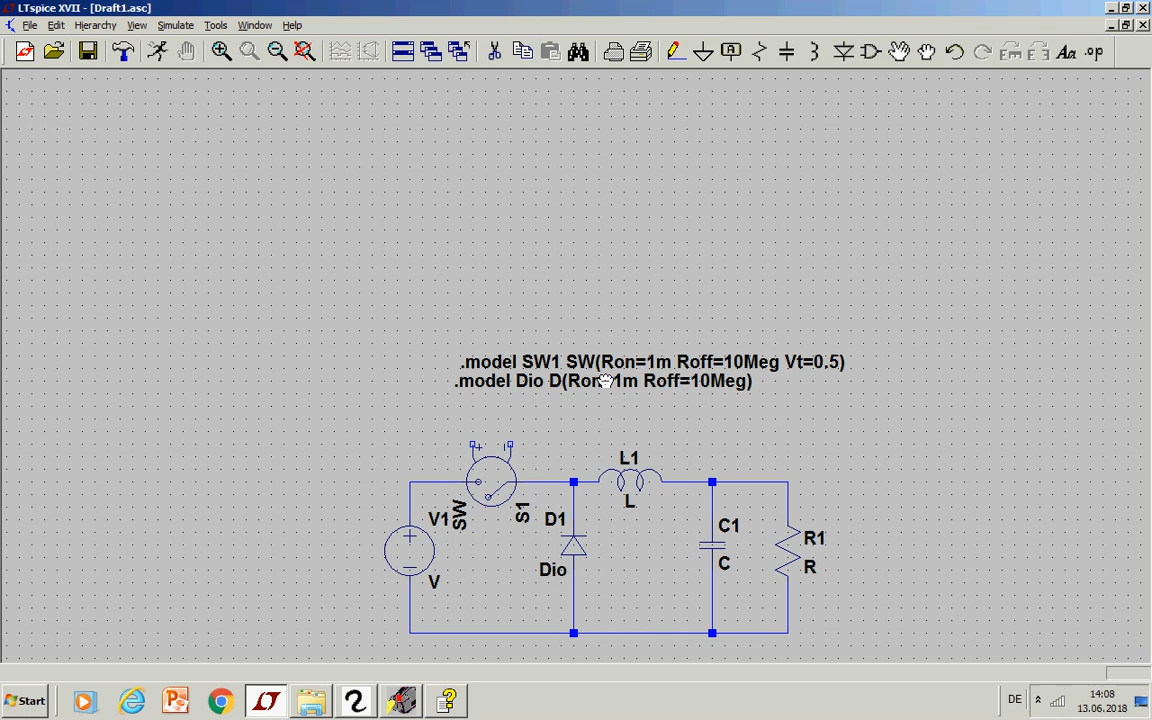 LTspice XVII - [Draft1.asc]
File Edit Hierarchy View Simulate Tools Window Help
Aa .op
.model SW1 SW(Ron=1m Roff=10Meg Vt=0.5)
.model Dio D(Ron=1m Roff=10Meg)
L1
L
V1
SW
S1
D1
C1
R1
Dio
C
R
V
Start
DE
14:08
13.06.2018